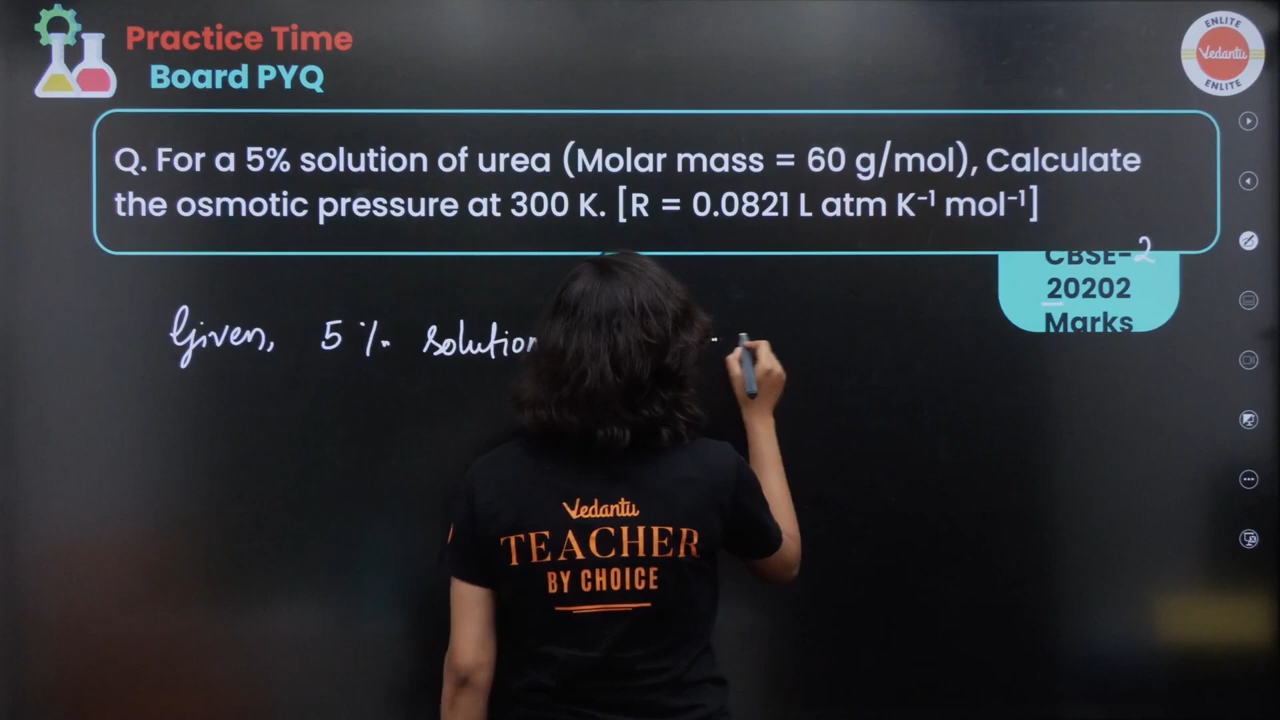 Practice Time
Board PYQ
ENLITE
Vedantu
ENLITE
Q. For a 5% solution of urea (Molar mass = 60 g/mol), Calculate
the osmotic pressure at 300 K. [R = 0.0821 L atm K⁻¹ mol⁻¹]
CBSE-2
20202
Marks
Given, 5 % solution
Vedantu
TEACHER
BY CHOICE